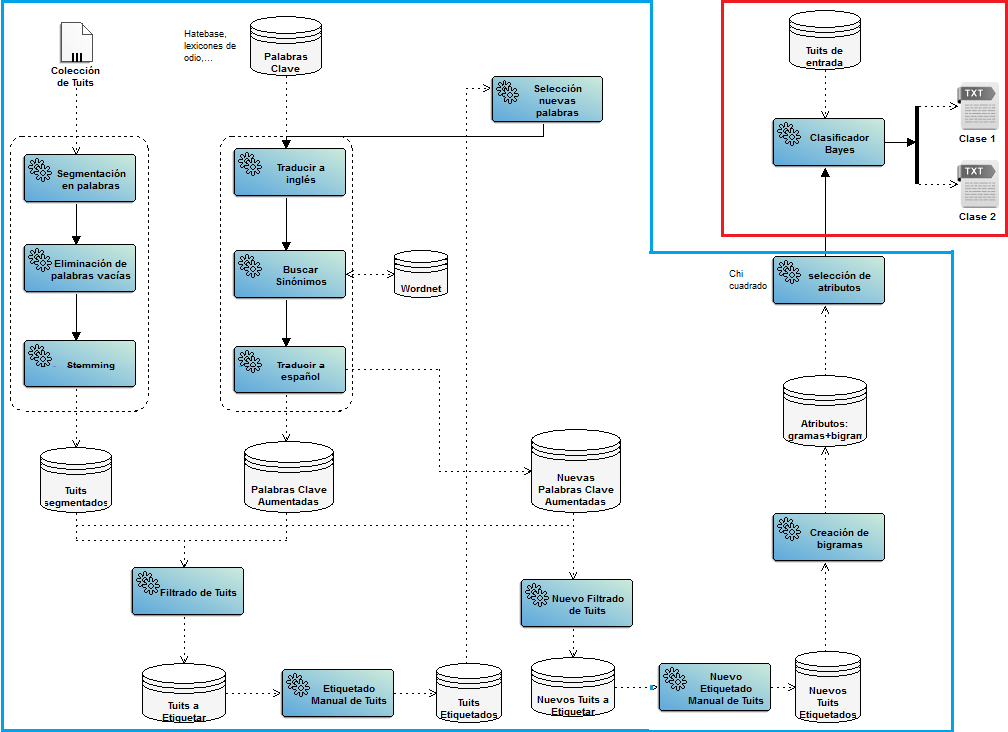 Colección
de Tuits
Hatebase,
lexicones de
odio,...
Palabras
Clave
Selección
nuevas
palabras
Tuits de
entrada
Clasificador
Bayes
TXT
Clase 1
TXT
Clase 2
Segmentación
en palabras
Eliminación de
palabras vacías
Stemming
Traducir a
inglés
Buscar
Sinónimos
Wordnet
Traducir a
español
Chi
cuadrado
selección de
atributos
Atributos:
gramas+bigram
Tuits
segmentados
Palabras Clave
Aumentadas
Nuevas
Palabras Clave
Aumentadas
Creación de
bigramas
Filtrado de Tuits
Nuevo Filtrado
de Tuits
Tuits a
Etiquetar
Etiquetado
Manual de Tuits
Tuits
Etiquetados
Nuevos Tuits a
Etiquetar
Nuevo
Etiquetado
Manual de Tuits
Nuevos
Tuits
Etiquetados